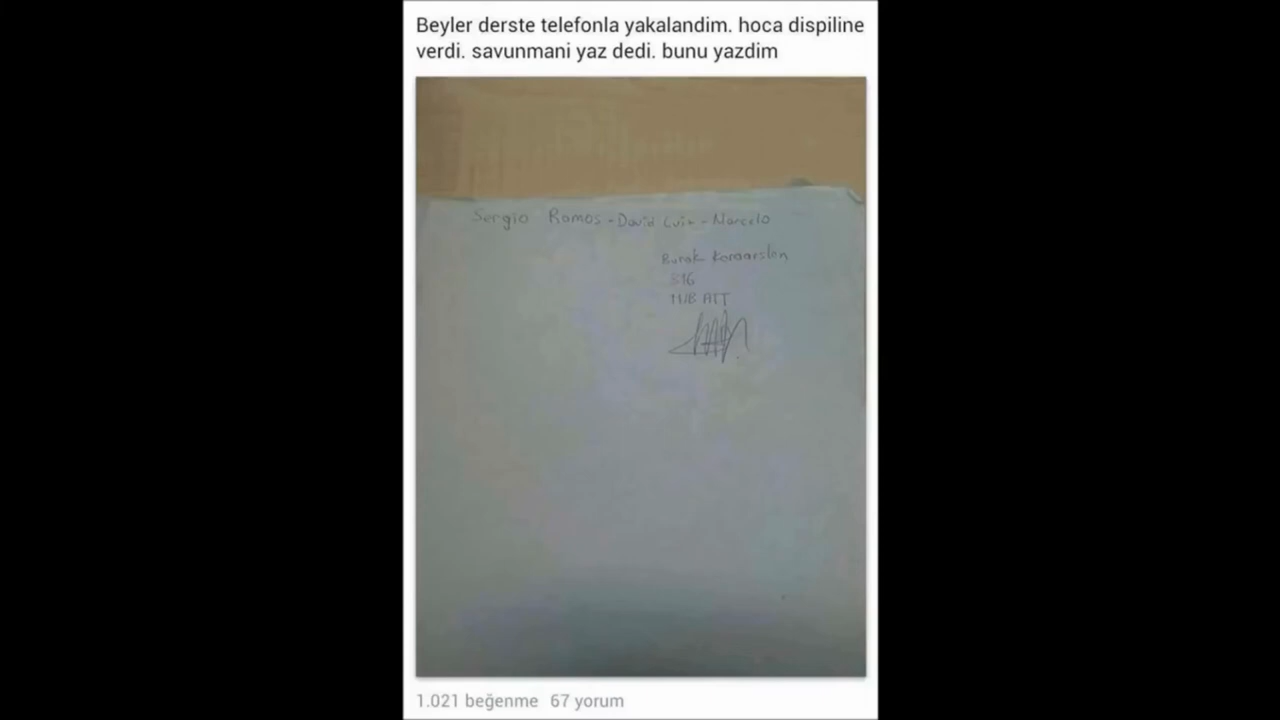 Beyler derste telefonla yakalandim. hoca dispiline
verdi. savunmani yaz dedi. bunu yazdim
Sergio Ramos - David Luiz - Marcelo
Burak Karaarslan
816
11/B ATT
1.021 beğenme 67 yorum